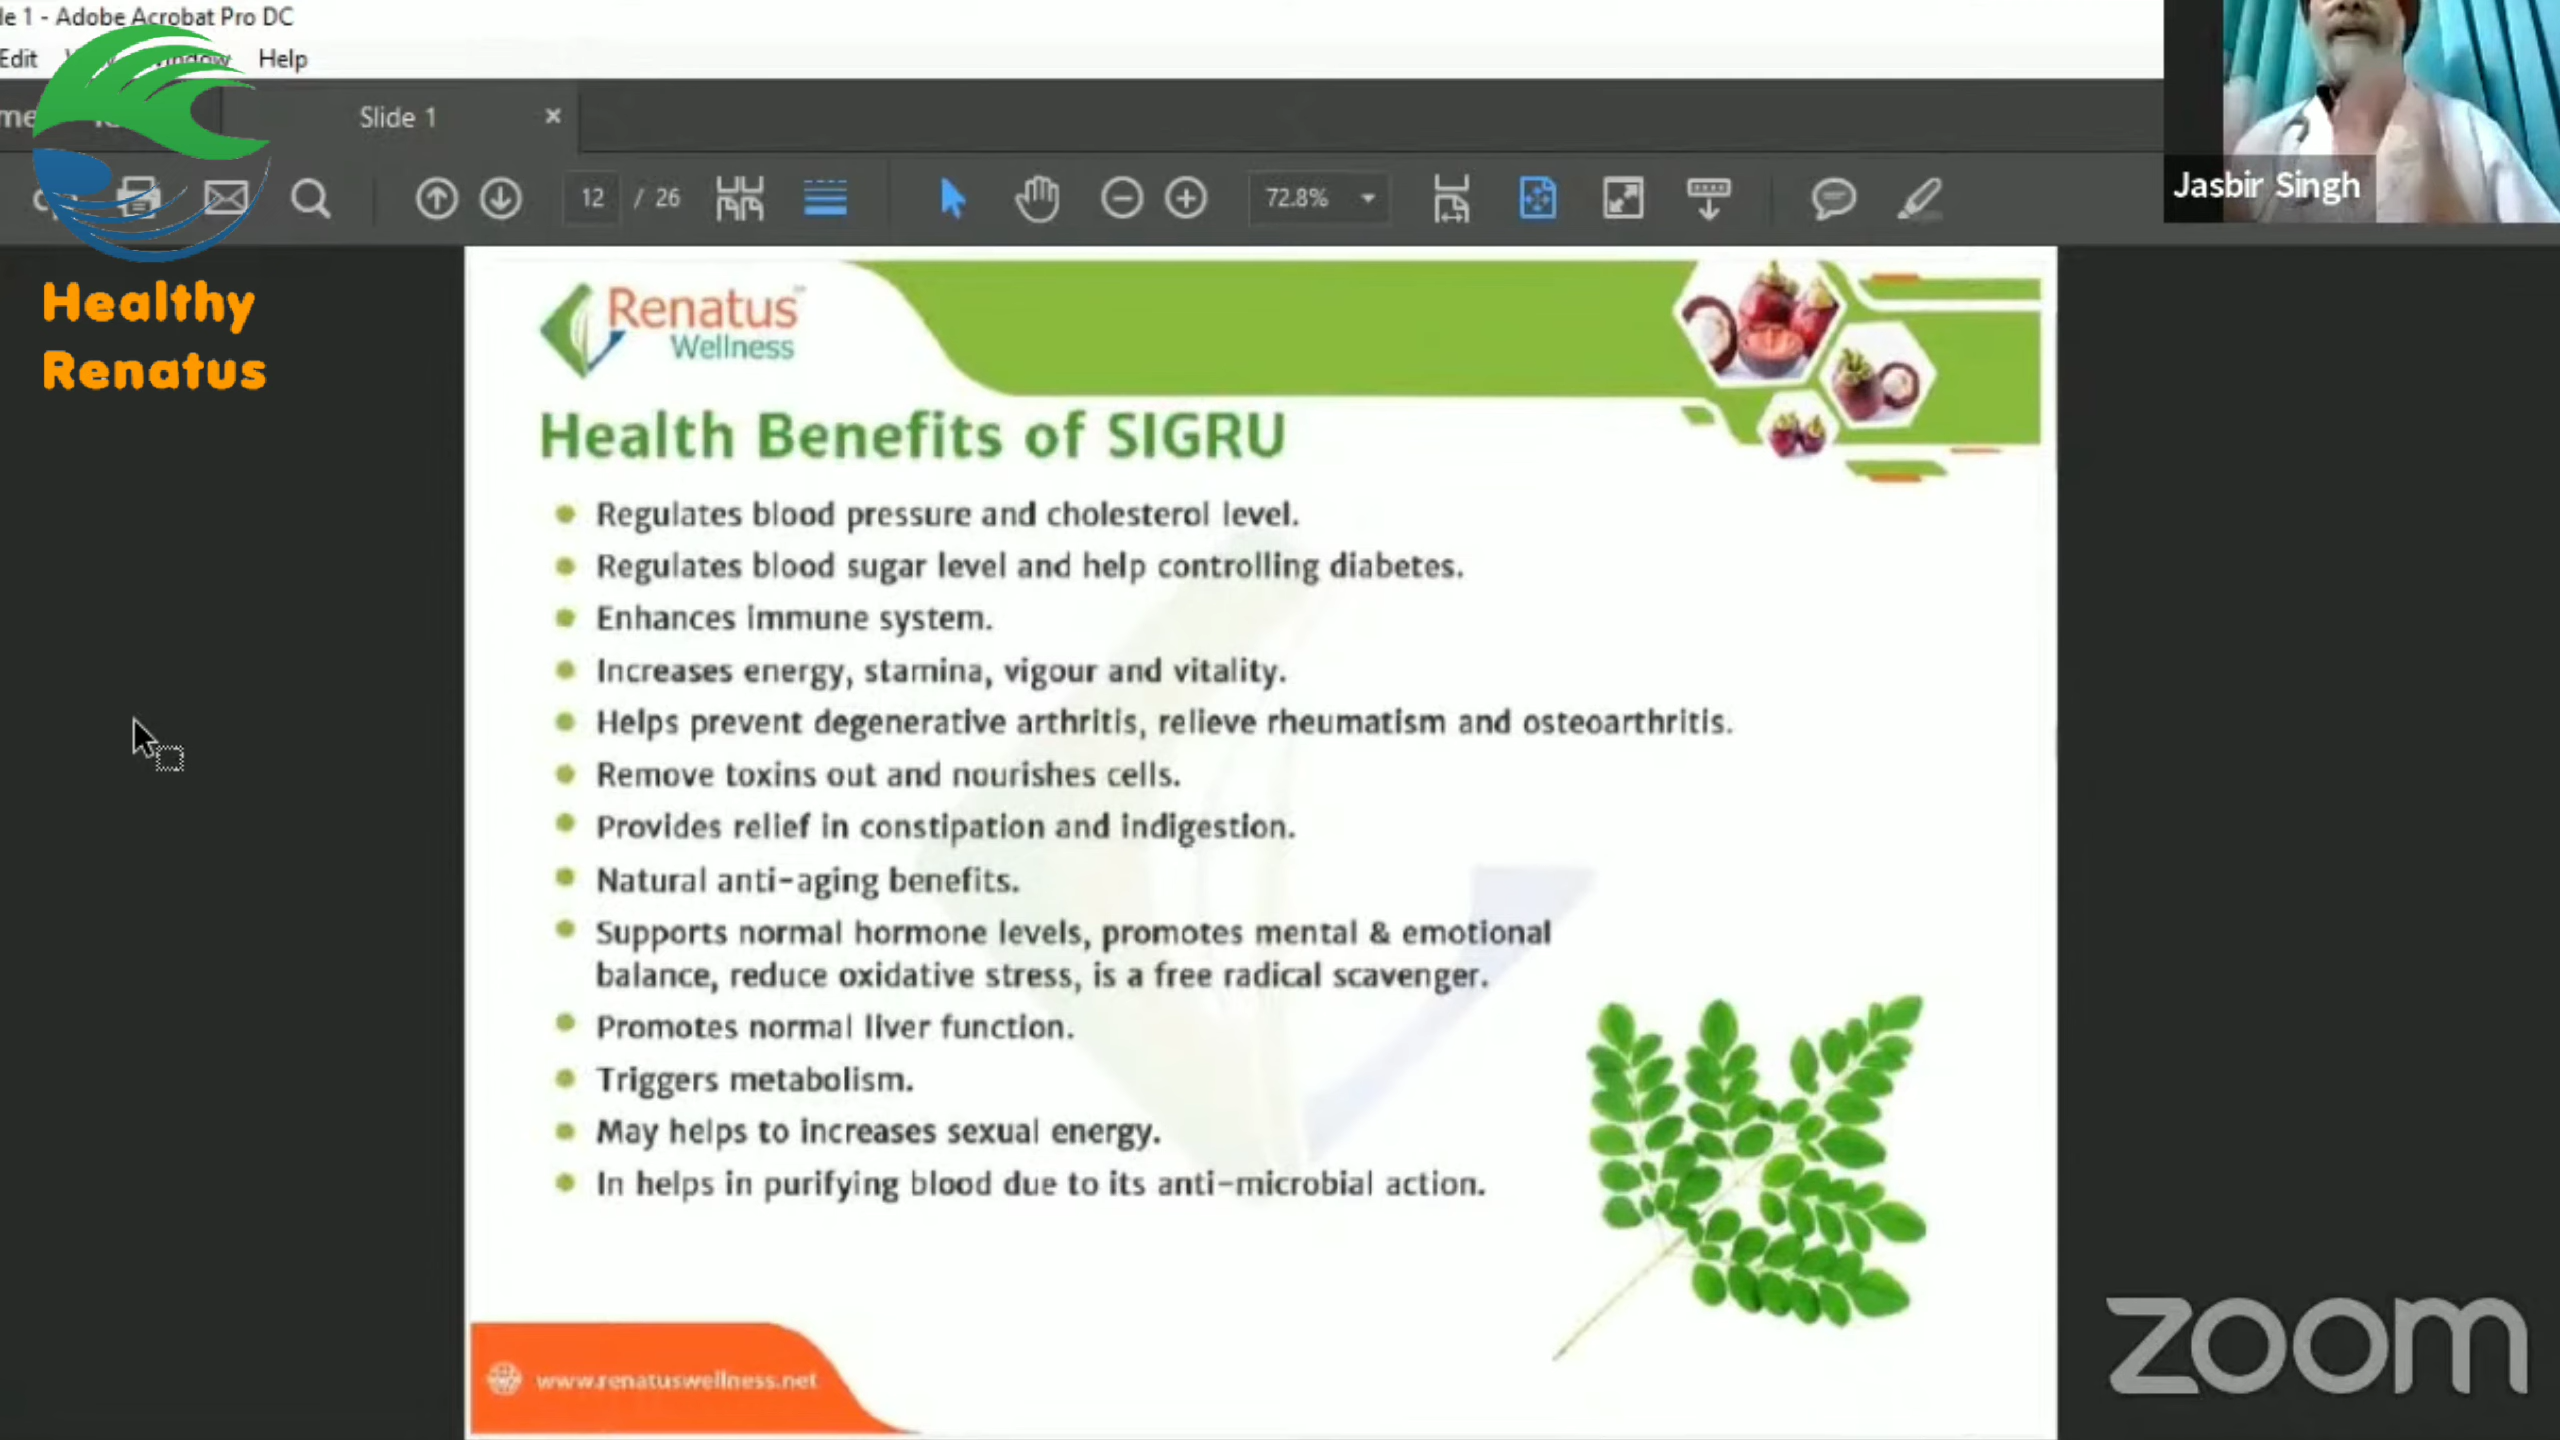 le 1 - Adobe Acrobat Pro DC
Edit Window Help
Slide 1 ×
12 / 26 72.8%
Jasbir Singh
Healthy
Renatus
Renatus™
Wellness
Health Benefits of SIGRU
Regulates blood pressure and cholesterol level.
Regulates blood sugar level and help controlling diabetes.
Enhances immune system.
Increases energy, stamina, vigour and vitality.
Helps prevent degenerative arthritis, relieve rheumatism and osteoarthritis.
Remove toxins out and nourishes cells.
Provides relief in constipation and indigestion.
Natural anti-aging benefits.
Supports normal hormone levels, promotes mental & emotional
balance, reduce oxidative stress, is a free radical scavenger.
Promotes normal liver function.
Triggers metabolism.
May helps to increases sexual energy.
In helps in purifying blood due to its anti-microbial action.
www.renatuswellness.net
zoom